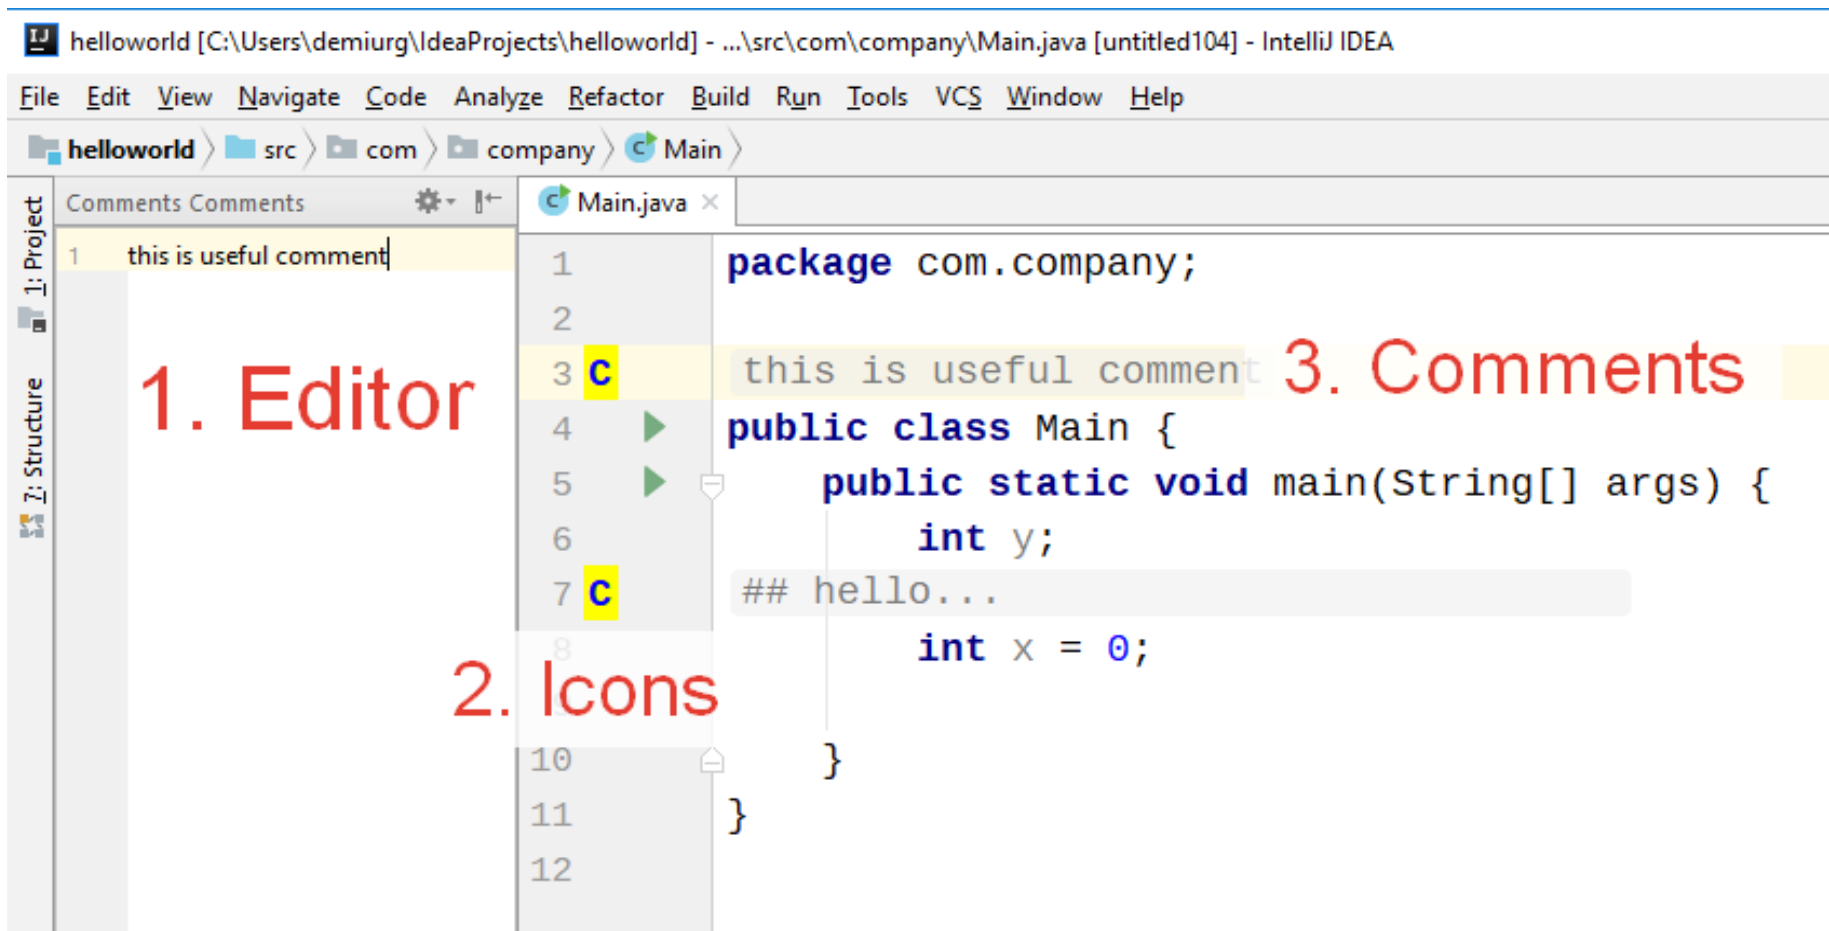 IJ helloworld [C:\Users\demiurg\IdeaProjects\helloworld] - ...\src\com\company\Main.java [untitled104] - IntelliJ IDEA
File Edit View Navigate Code Analyze Refactor Build Run Tools VCS Window Help
helloworld src com company C Main
1: Project
7: Structure
Comments Comments
1 this is useful comment
1. Editor
C Main.java
1 package com.company;
2
3 C this is useful comment
3. Comments
4 public class Main {
5 public static void main(String[] args) {
6 int y;
7 C ## hello...
8 int x = 0;
9
2. Icons
10 }
11 }
12